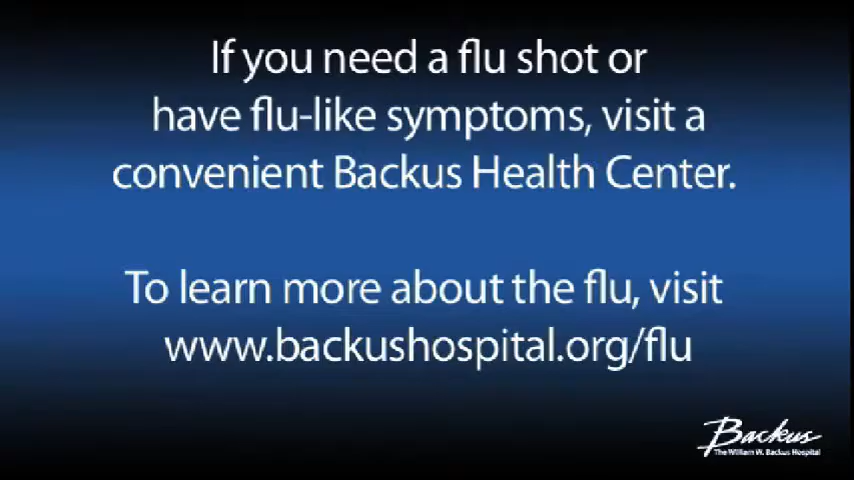 If you need a flu shot or
have flu-like symptoms, visit a
convenient Backus Health Center.
To learn more about the flu, visit
www.backushospital.org/flu
Backus
The William W. Backus Hospital